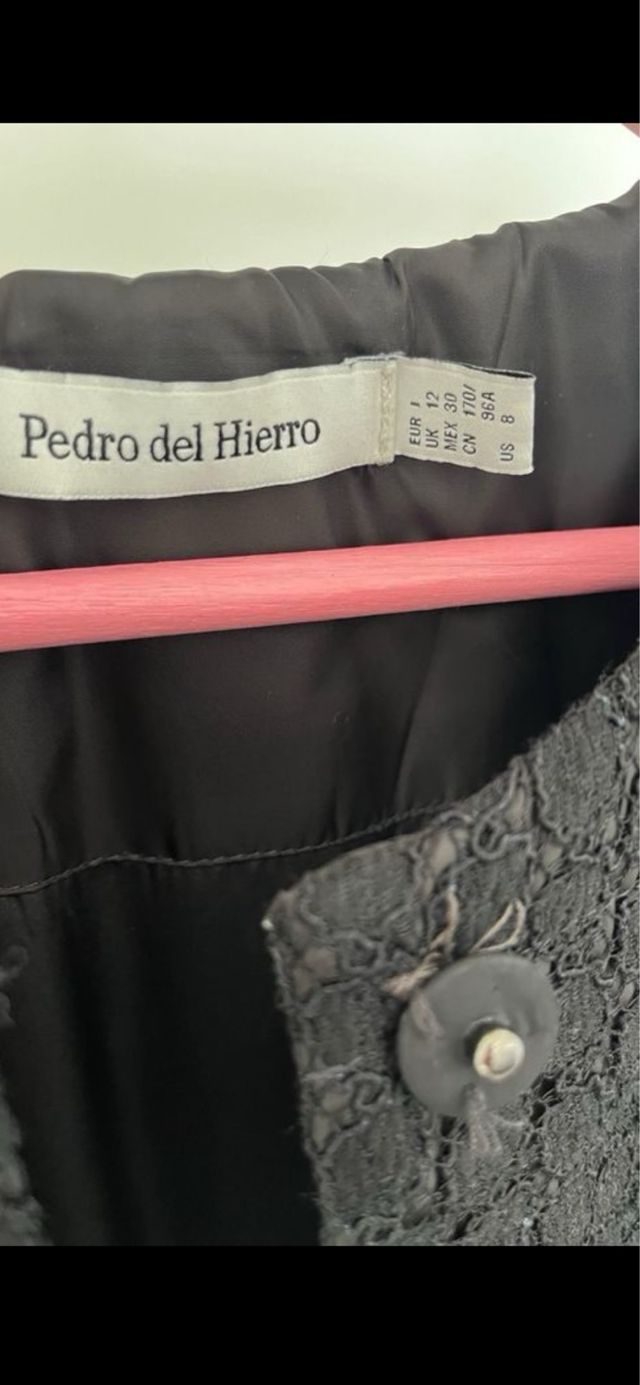 Pedro del Hierro
EUR
UK 12
MEX 30
CN 170/
96A
US 8